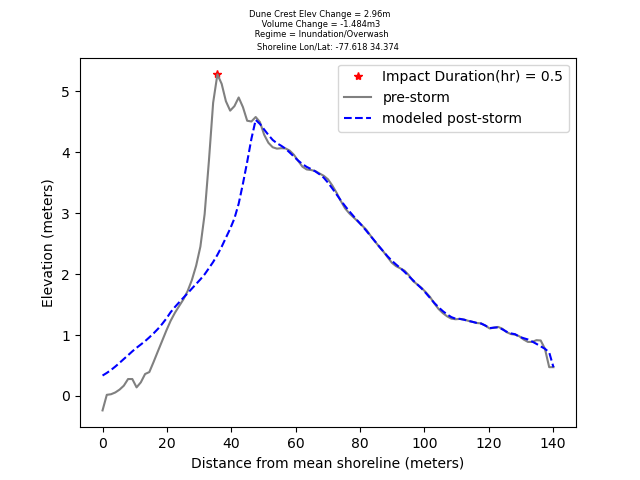 Dune Crest Elev Change = 2.96m
Volume Change = -1.484m3
Regime = Inundation/Overwash
Shoreline Lon/Lat: -77.618 34.374
Impact Duration(hr) = 0.5
pre-storm
modeled post-storm
Elevation (meters)
5
4
3
2
1
0
0 20 40 60 80 100 120 140
Distance from mean shoreline (meters)